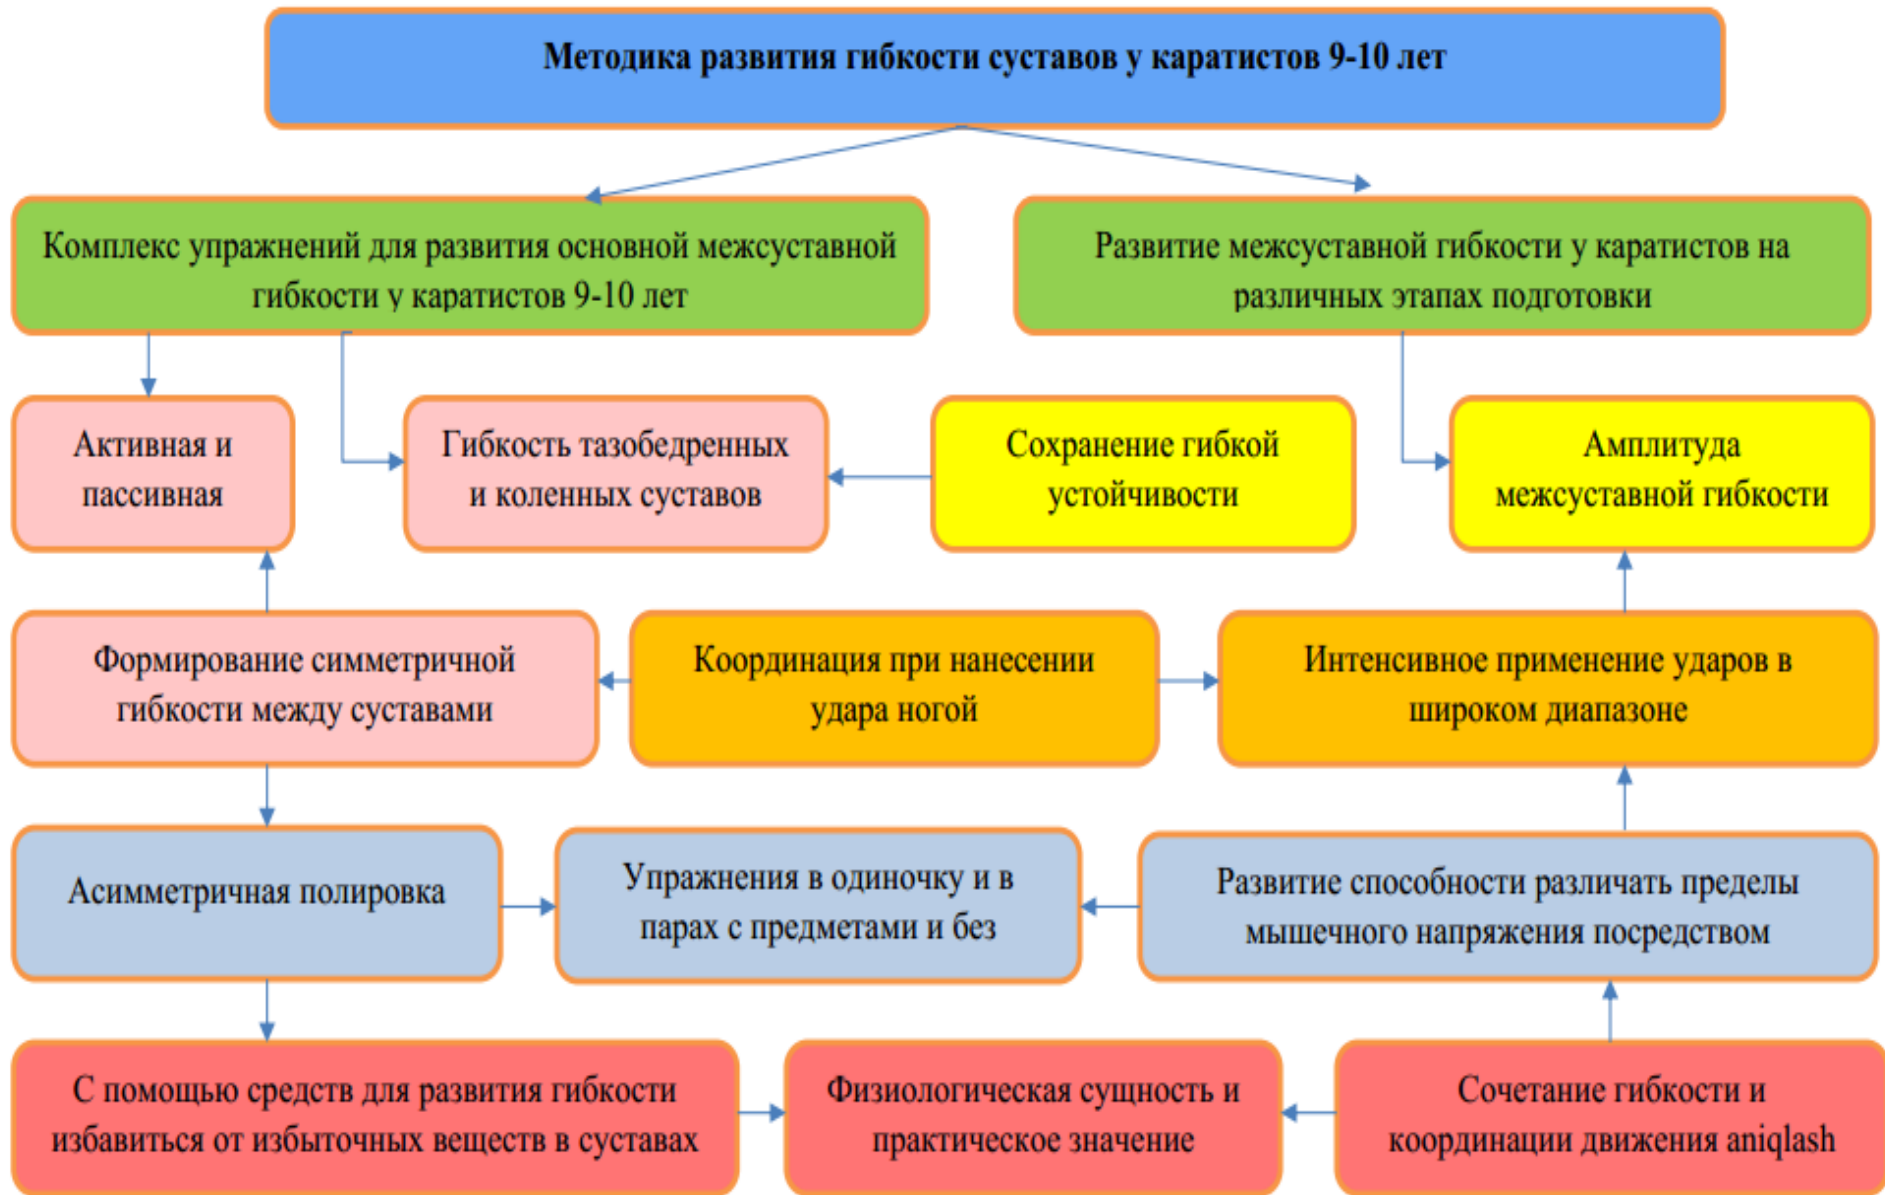 Методика развития гибкости суставов у каратистов 9-10 лет
Комплекс упражнений для развития основной межсуставной
гибкости у каратистов 9-10 лет
Развитие межсуставной гибкости у каратистов на
различных этапах подготовки
Активная и
пассивная
Гибкость тазобедренных
и коленных суставов
Сохранение гибкой
устойчивости
Амплитуда
межсуставной гибкости
Формирование симметричной
гибкости между суставами
Координация при нанесении
удара ногой
Интенсивное применение ударов в
широком диапазоне
Асимметричная полировка
Упражнения в одиночку и в
парах с предметами и без
Развитие способности различать пределы
мышечного напряжения посредством
С помощью средств для развития гибкости
избавиться от избыточных веществ в суставах
Физиологическая сущность и
практическое значение
Сочетание гибкости и
координации движения aniqlash